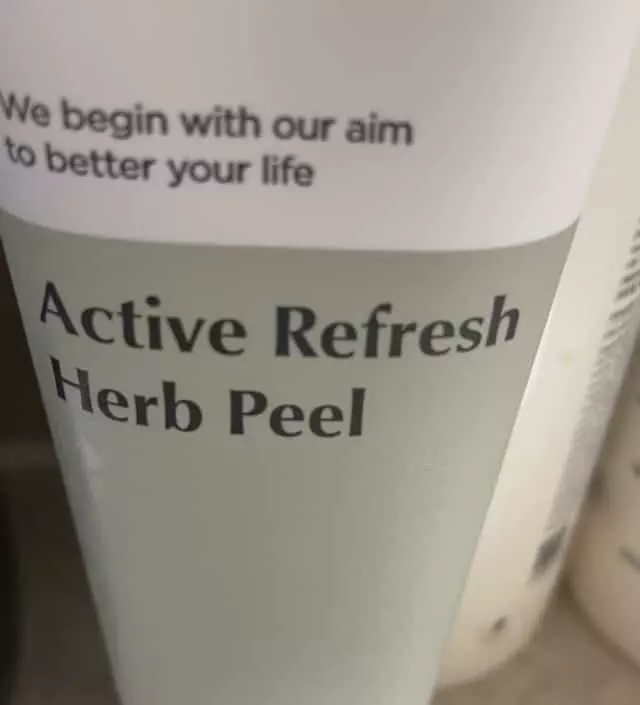 We begin with our aim
to better your life
Active Refresh
Herb Peel